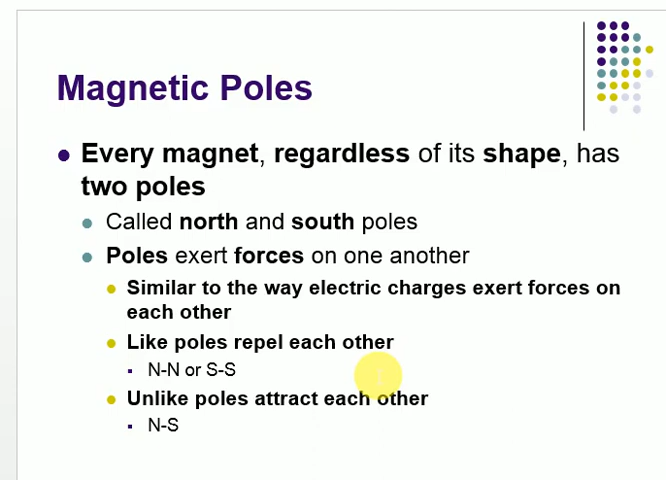 Magnetic Poles
Every magnet, regardless of its shape, has
two poles
Called north and south poles
Poles exert forces on one another
Similar to the way electric charges exert forces on
each other
Like poles repel each other
N-N or S-S
Unlike poles attract each other
N-S